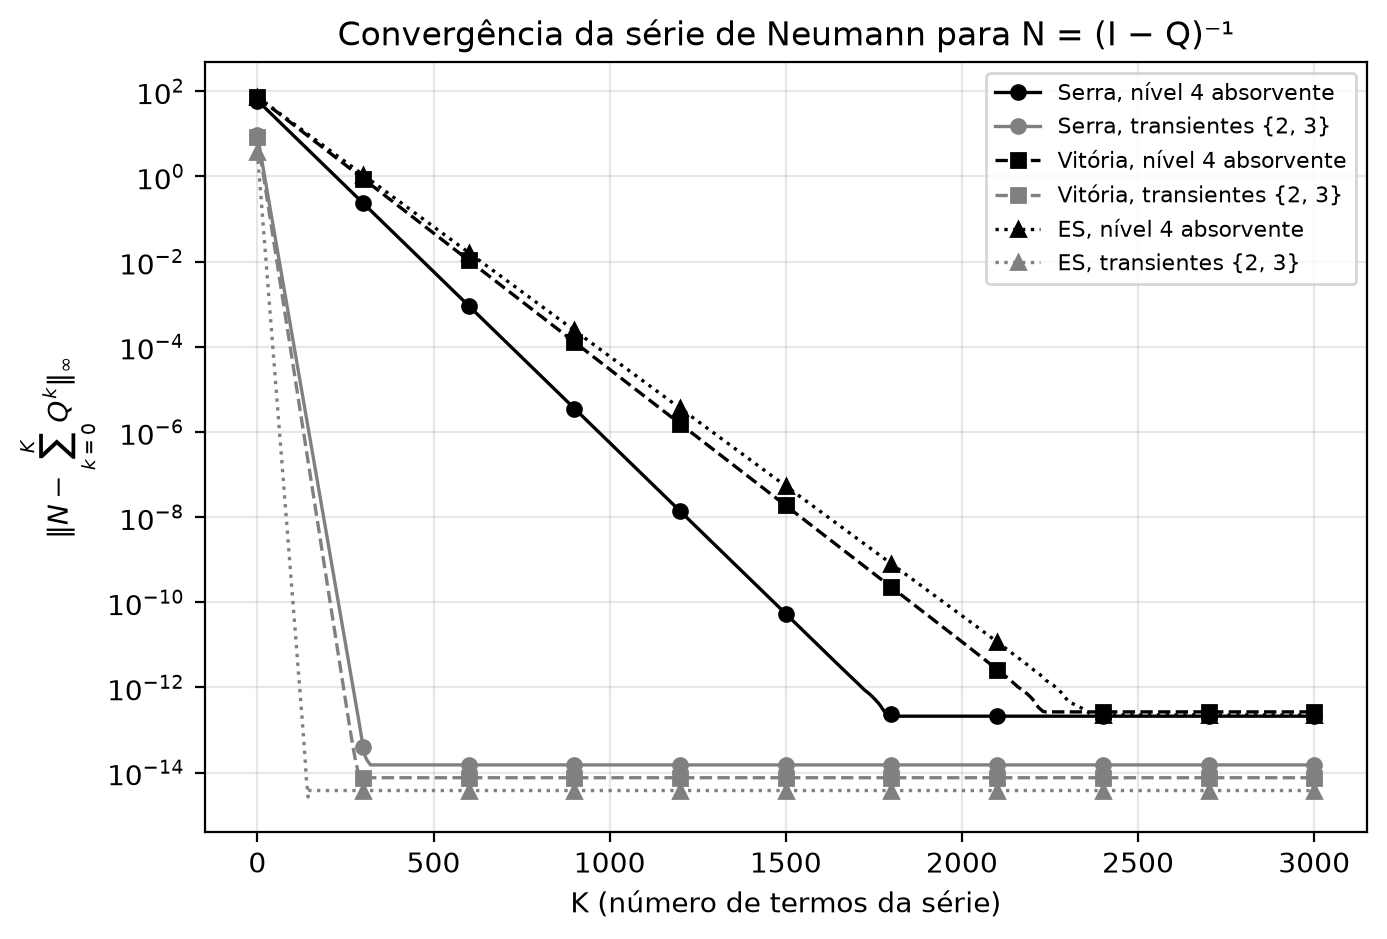 Convergência da série de Neumann para N = (I − Q)⁻¹
‖N − ∑_{k=0}^{K} Q^k‖_∞
10²
10⁰
10⁻²
10⁻⁴
10⁻⁶
10⁻⁸
10⁻¹⁰
10⁻¹²
10⁻¹⁴
Serra, nível 4 absorvente
Serra, transientes {2, 3}
Vitória, nível 4 absorvente
Vitória, transientes {2, 3}
ES, nível 4 absorvente
ES, transientes {2, 3}
0 500 1000 1500 2000 2500 3000
K (número de termos da série)